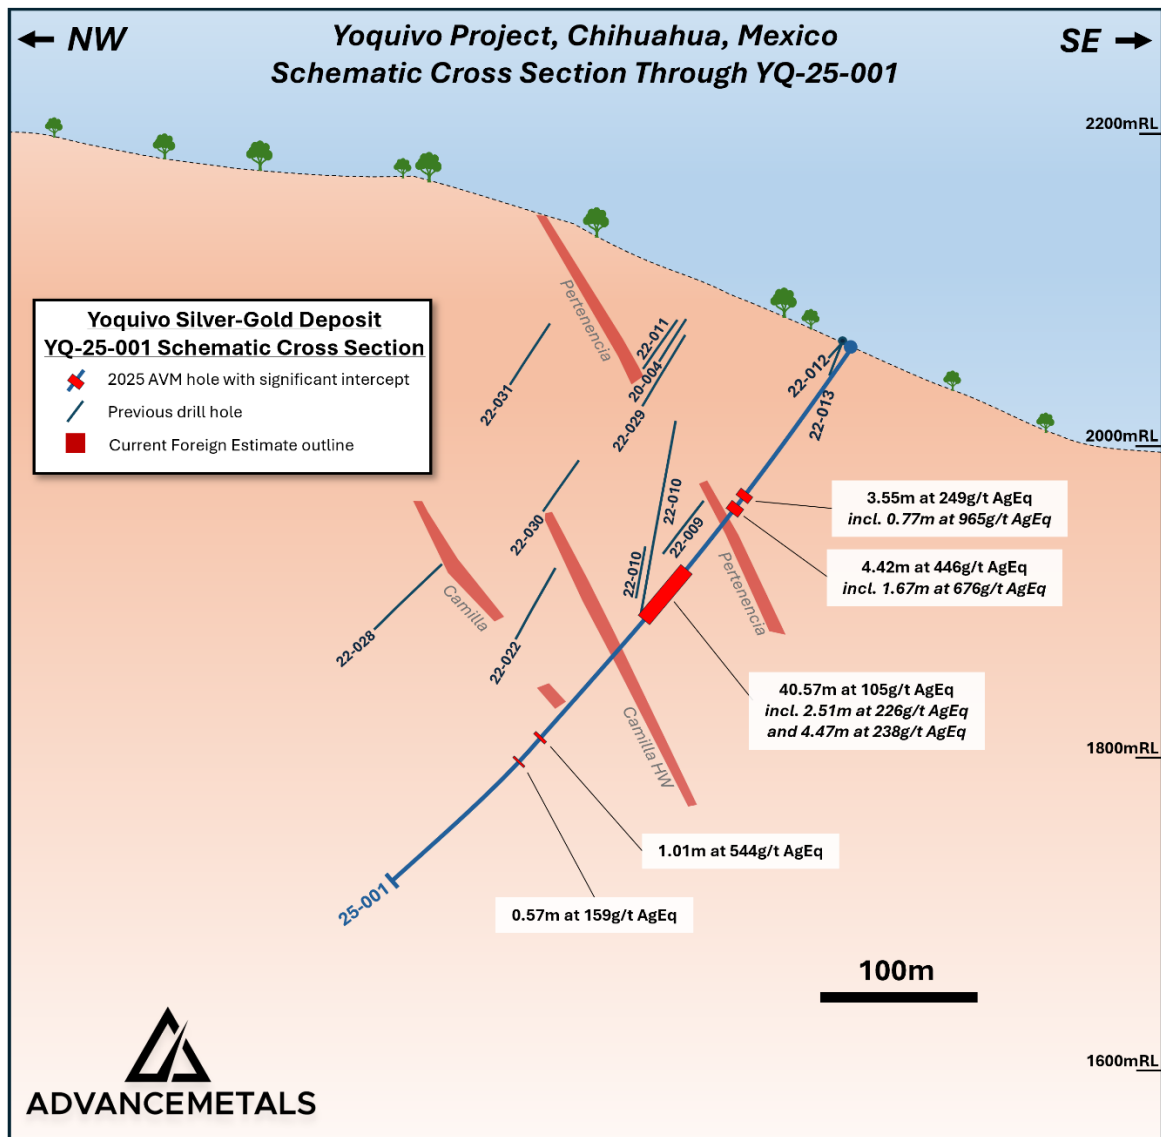 NW
Yoquivo Project, Chihuahua, Mexico
Schematic Cross Section Through YQ-25-001
SE
2200mRL
Pertenencia
22-011
20-004
22-029
22-031
22-012
22-013
Yoquivo Silver-Gold Deposit
YQ-25-001 Schematic Cross Section
2025 AVM hole with significant intercept
Previous drill hole
Current Foreign Estimate outline
2000mRL
22-030
22-010
22-009
22-010
3.55m at 249g/t AgEq
incl. 0.77m at 965g/t AgEq
4.42m at 446g/t AgEq
incl. 1.67m at 676g/t AgEq
Pertenencia
Camilla
22-028
22-022
40.57m at 105g/t AgEq
incl. 2.51m at 226g/t AgEq
and 4.47m at 238g/t AgEq
Camilla HW
1800mRL
1.01m at 544g/t AgEq
25-001
0.57m at 159g/t AgEq
100m
1600mRL
ADVANCEMETALS